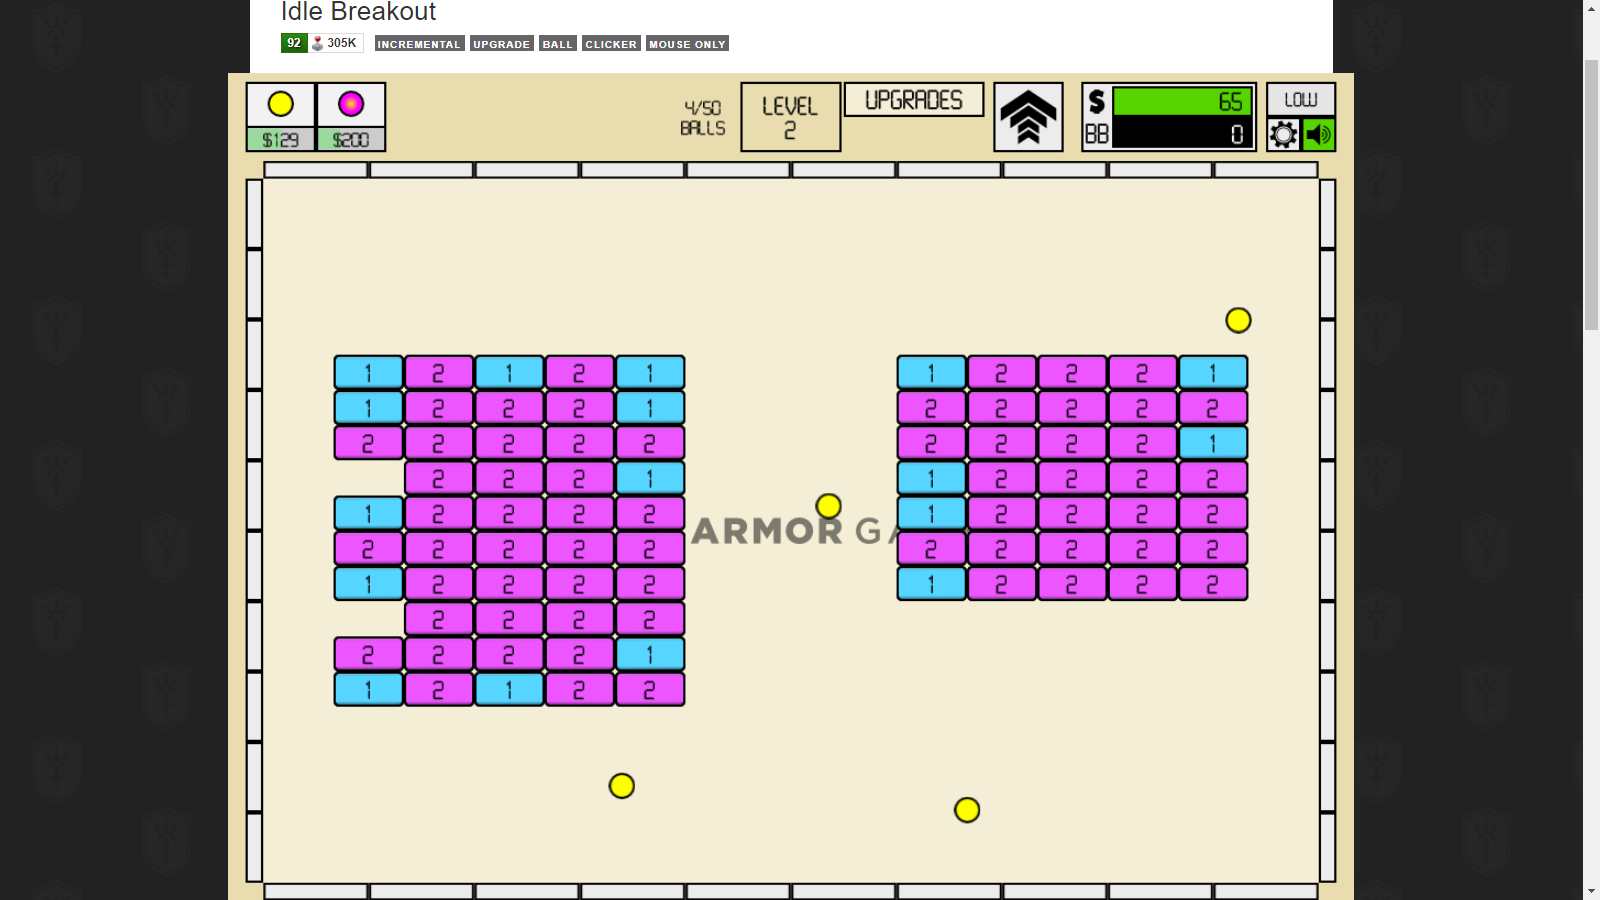 Idle Breakout
92 305K INCREMENTAL UPGRADE BALL CLICKER MOUSE ONLY
$129 $200
4/50
BALLS
LEVEL
2
UPGRADES
$ 65
BB 0
LOW
1 2 1 2 1 1 2 2 2 1
1 2 2 2 1 2 2 2 2 2
2 2 2 2 2 2 2 2 2 1
2 2 2 1 1 2 2 2 2
1 2 2 2 2 1 2 2 2 2
ARMOR GA
2 2 2 2 2 2 2 2 2 2
1 2 2 2 2 1 2 2 2 2
2 2 2 2
2 2 2 2 1
1 2 1 2 2